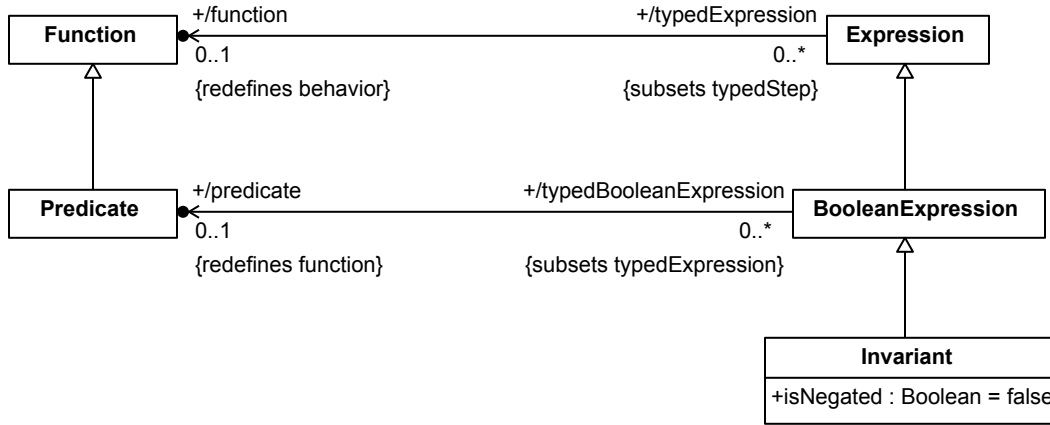 +/function
+/typedExpression
Function
Expression
0..1
0..*
{redefines behavior}
{subsets typedStep}
+/predicate
+/typedBooleanExpression
Predicate
BooleanExpression
0..1
0..*
{redefines function}
{subsets typedExpression}
Invariant
+isNegated : Boolean = false